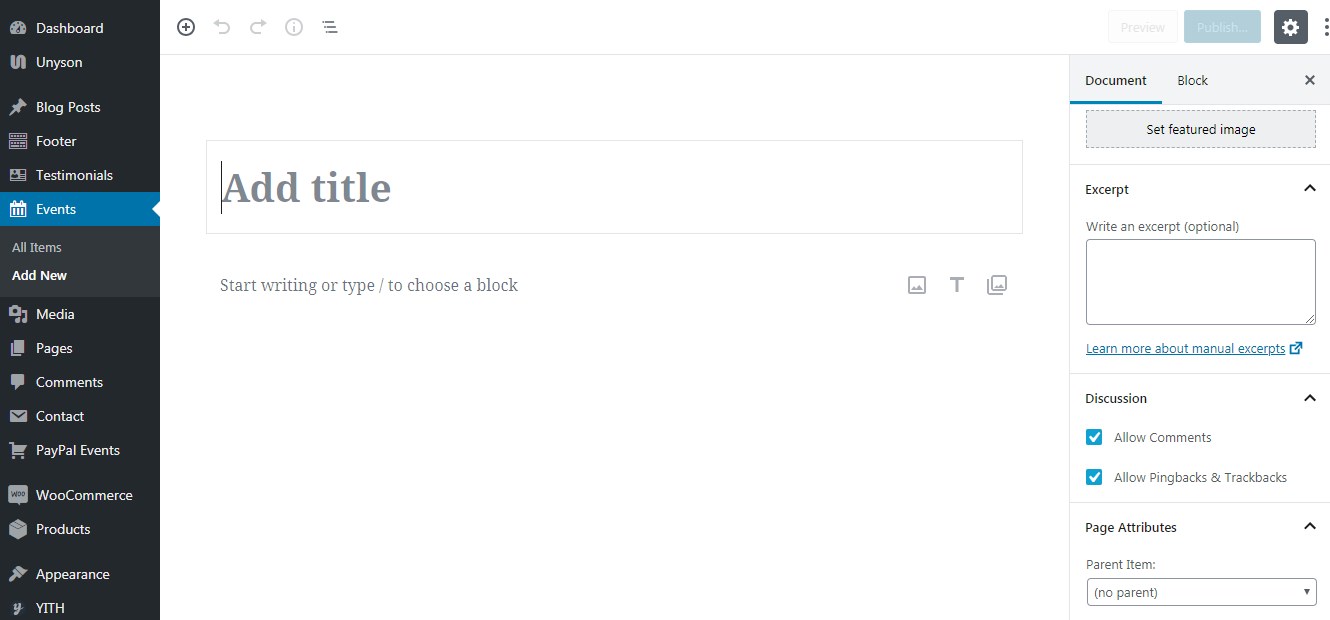 Dashboard
Unyson
Blog Posts
Footer
Testimonials
Events
All Items
Add New
Media
Pages
Comments
Contact
PayPal Events
WOO WooCommerce
Products
Appearance
YITH
Preview
Publish...
Add title
Start writing or type / to choose a block
Document Block
Set featured image
Excerpt
Write an excerpt (optional)
Learn more about manual excerpts
Discussion
Allow Comments
Allow Pingbacks & Trackbacks
Page Attributes
Parent Item:
(no parent)